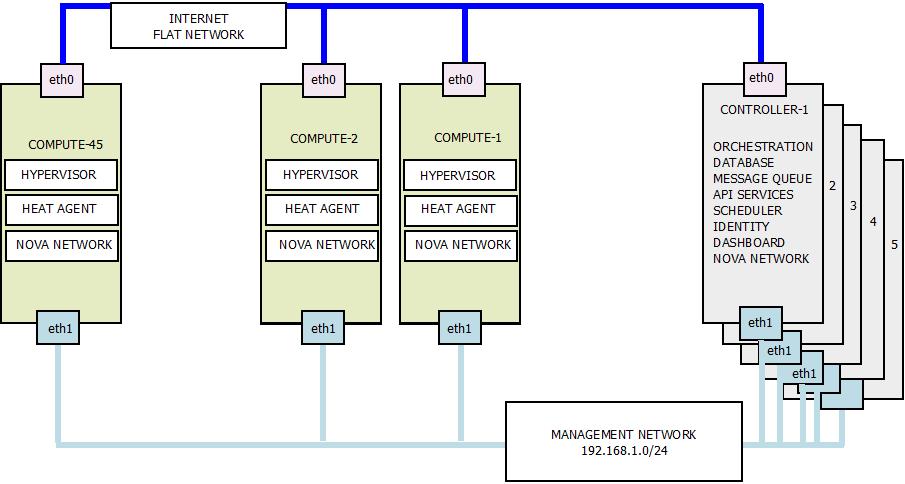 INTERNET
FLAT NETWORK
eth0
eth0
eth0
eth0
COMPUTE-45
HYPERVISOR
HEAT AGENT
NOVA NETWORK
eth1
COMPUTE-2
HYPERVISOR
HEAT AGENT
NOVA NETWORK
eth1
COMPUTE-1
HYPERVISOR
HEAT AGENT
NOVA NETWORK
eth1
CONTROLLER-1
ORCHESTRATION
DATABASE
MESSAGE QUEUE
API SERVICES
SCHEDULER
IDENTITY
DASHBOARD
NOVA NETWORK
2
3
4
5
eth1
eth1
eth1
MANAGEMENT NETWORK
192.168.1.0/24